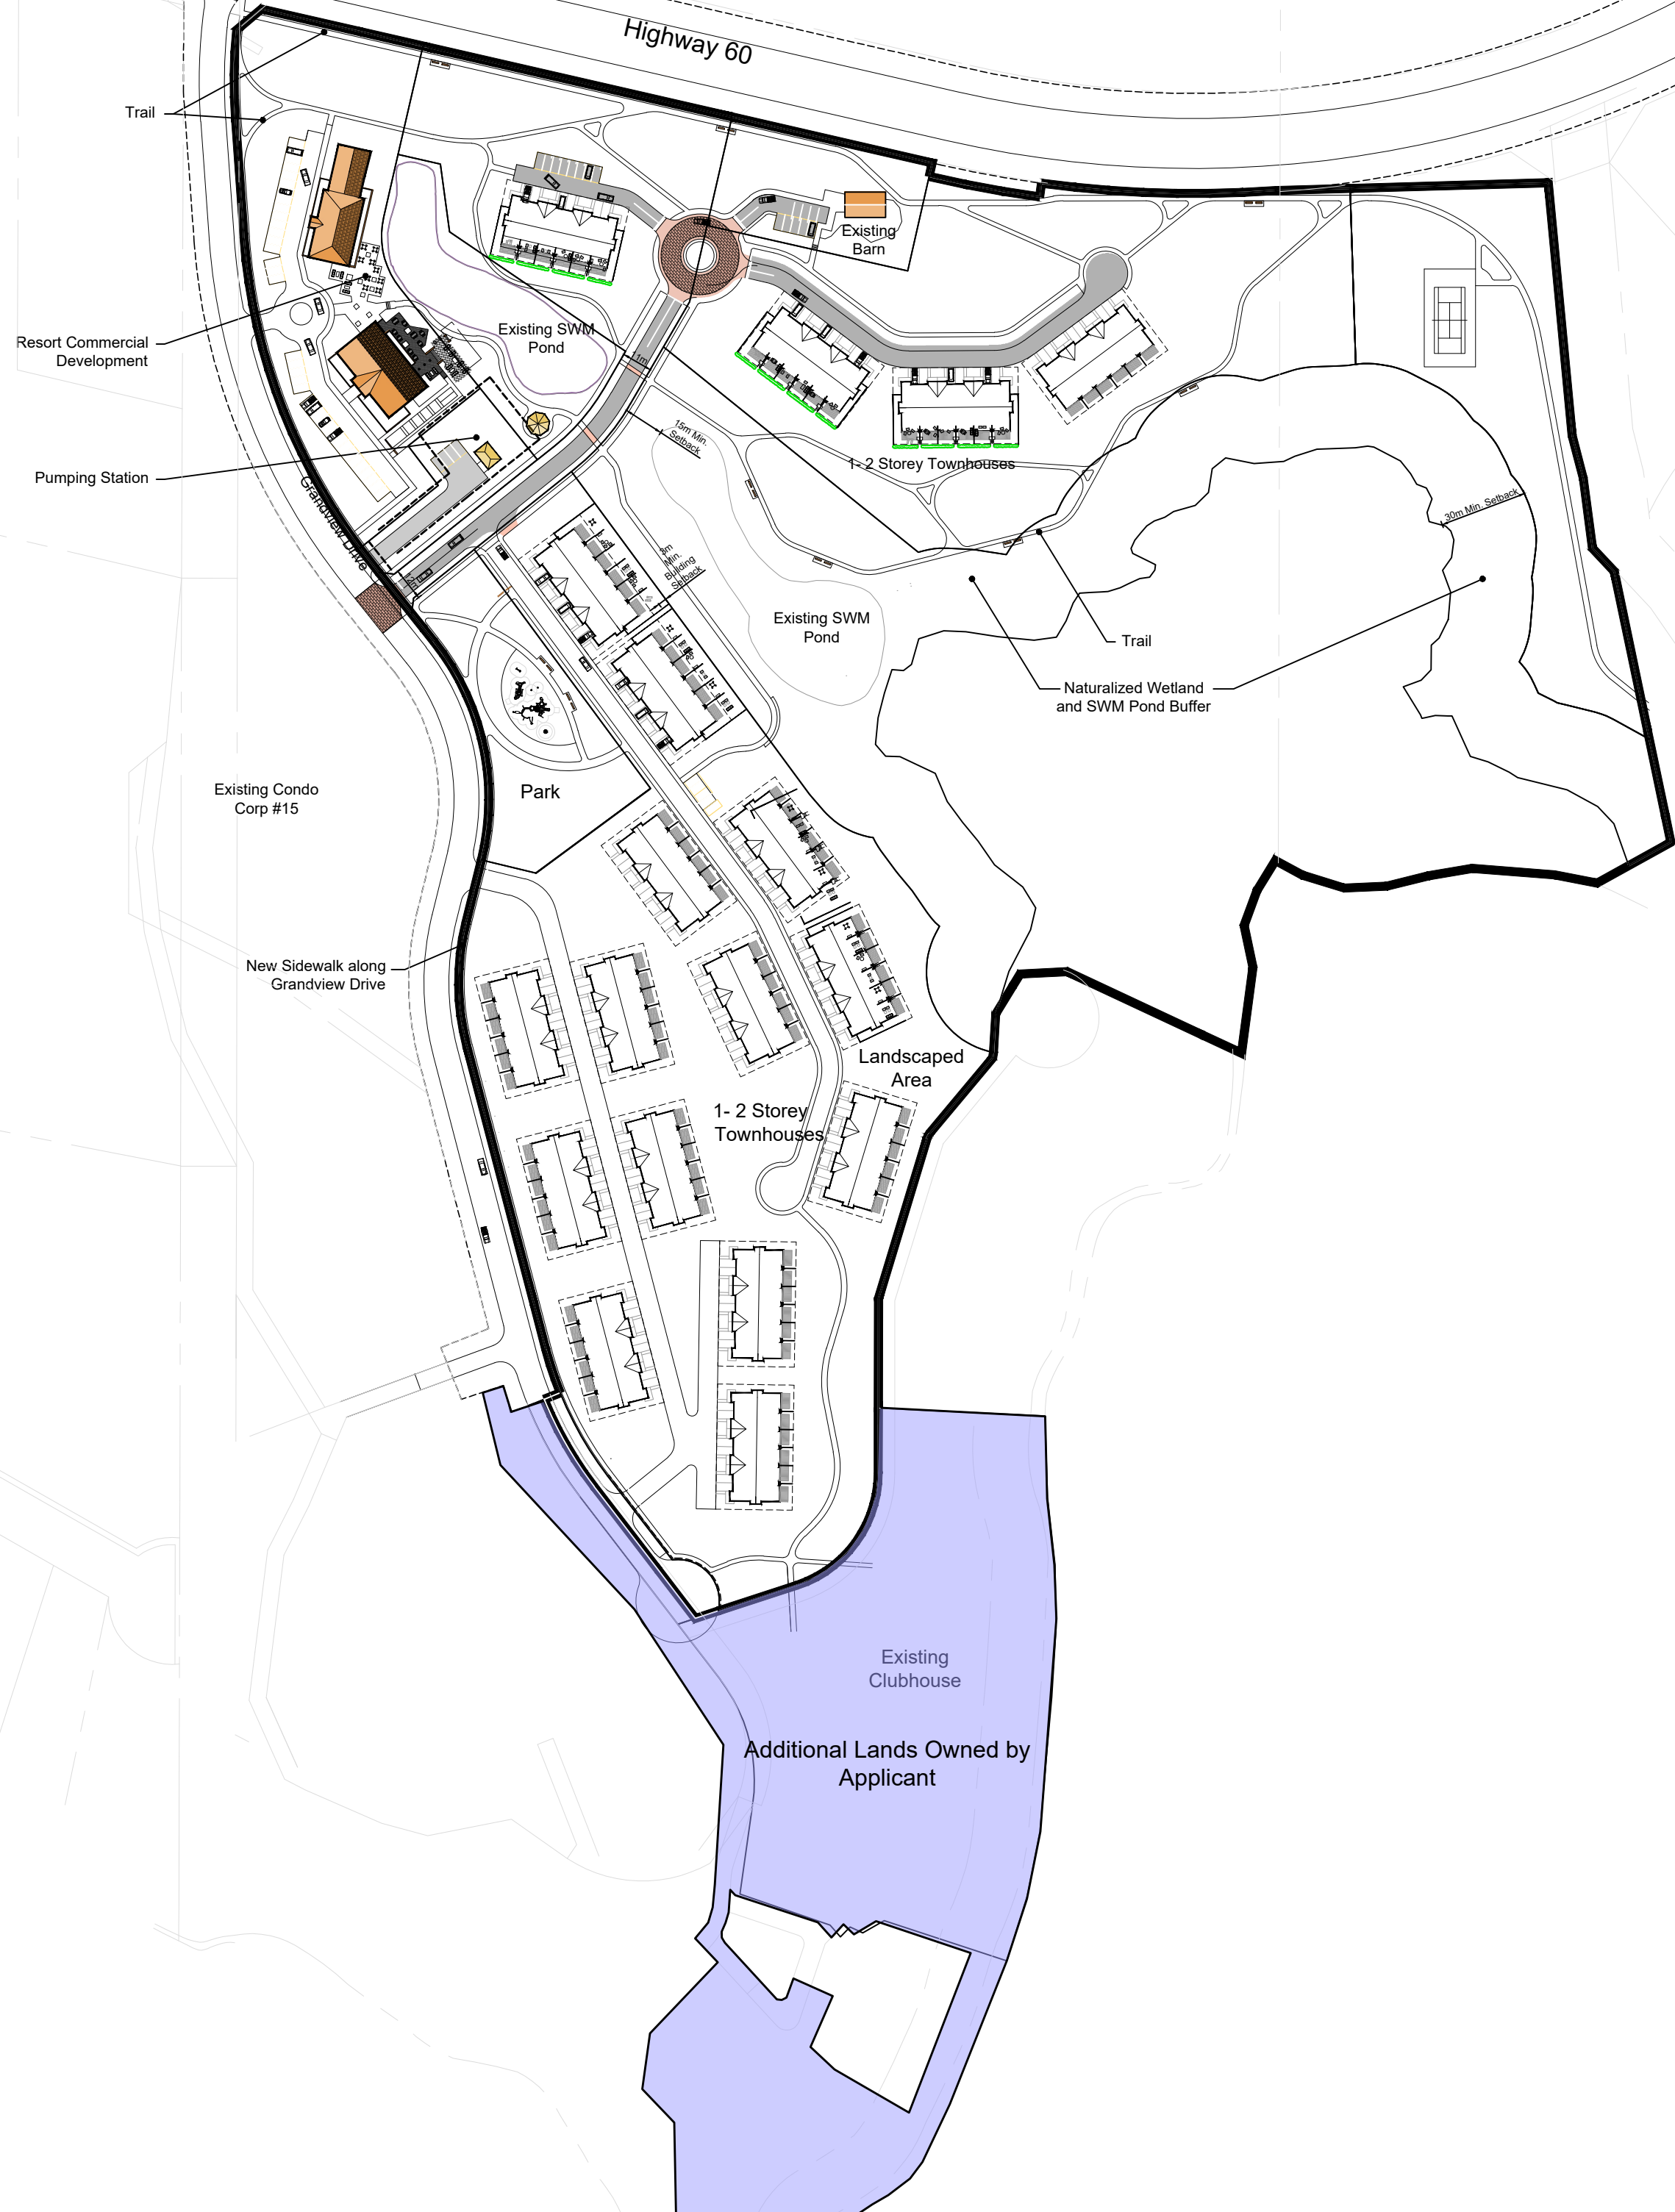 Highway 60
Trail
Existing
Barn
Resort Commercial
Development
Existing SWM
Pond
11m
15m Min.
Setback
1- 2 Storey Townhouses
Pumping Station
Grandview Drive
30m Min. Setback
3m
Min.
Building
Setback
Existing SWM
Pond
Trail
Naturalized Wetland
and SWM Pond Buffer
Existing Condo
Corp #15
Park
New Sidewalk along
Grandview Drive
Landscaped
Area
1- 2 Storey
Townhouses
Existing
Clubhouse
Additional Lands Owned by
Applicant